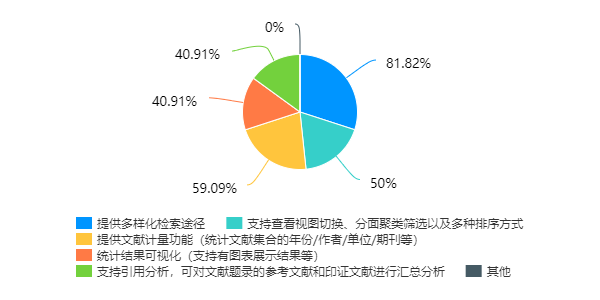 0%
40.91%
81.82%
40.91%
59.09%
50%
提供多样化检索途径 支持查看视图切换、分面聚类筛选以及多种排序方式
提供文献计量功能（统计文献集合的年份/作者/单位/期刊等）
统计结果可视化（支持有图表展示结果等）
支持引用分析，可对文献题录的参考文献和印证文献进行汇总分析 其他